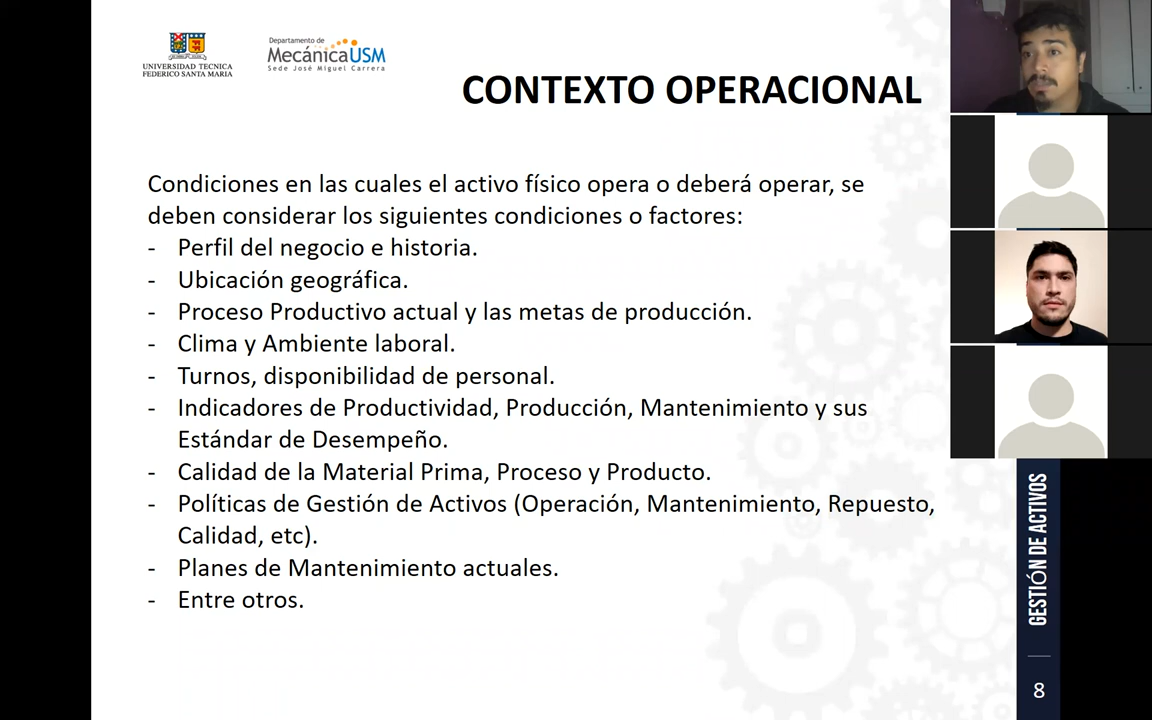 UNIVERSIDAD TECNICA
FEDERICO SANTA MARIA
Departamento de
MecánicaUSM
Sede José Miguel Carrera
CONTEXTO OPERACIONAL
Condiciones en las cuales el activo físico opera o deberá operar, se
deben considerar los siguientes condiciones o factores:
- Perfil del negocio e historia.
- Ubicación geográfica.
- Proceso Productivo actual y las metas de producción.
- Clima y Ambiente laboral.
- Turnos, disponibilidad de personal.
- Indicadores de Productividad, Producción, Mantenimiento y sus
Estándar de Desempeño.
- Calidad de la Material Prima, Proceso y Producto.
- Políticas de Gestión de Activos (Operación, Mantenimiento, Repuesto,
Calidad, etc).
- Planes de Mantenimiento actuales.
- Entre otros.
GESTIÓN DE ACTIVOS
8